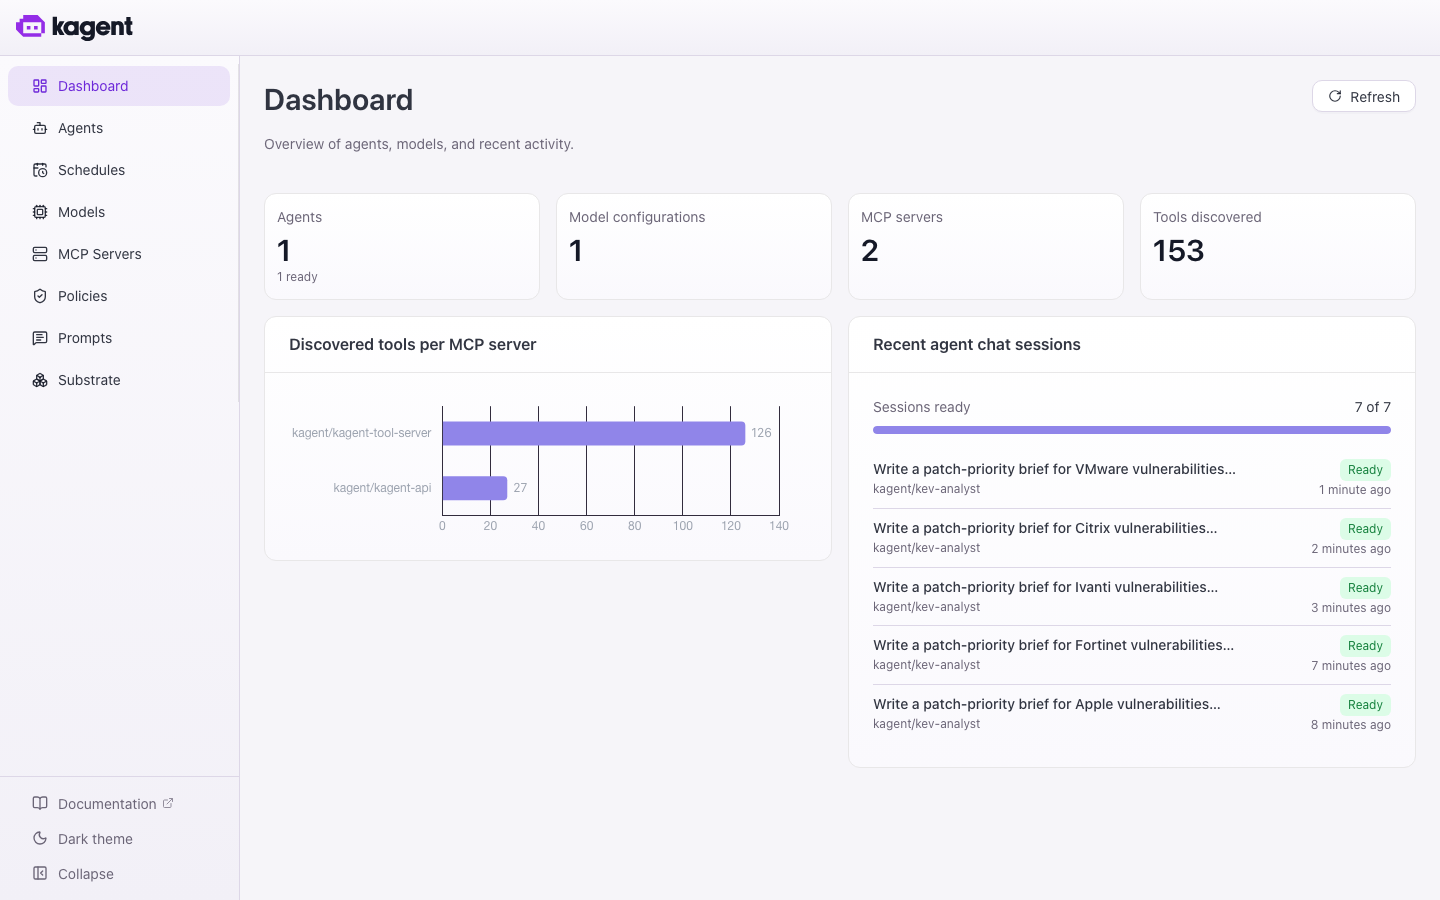 kagent
Dashboard
Agents
Schedules
Models
MCP Servers
Policies
Prompts
Substrate
Documentation
Dark theme
Collapse
Dashboard
Refresh
Overview of agents, models, and recent activity.
Agents
1
1 ready
Model configurations
1
MCP servers
2
Tools discovered
153
Discovered tools per MCP server
kagent/kagent-tool-server
126
kagent/kagent-api
27
0 20 40 60 80 100 120 140
Recent agent chat sessions
Sessions ready 7 of 7
Write a patch-priority brief for VMware vulnerabilities... Ready
kagent/kev-analyst 1 minute ago
Write a patch-priority brief for Citrix vulnerabilities... Ready
kagent/kev-analyst 2 minutes ago
Write a patch-priority brief for Ivanti vulnerabilities... Ready
kagent/kev-analyst 3 minutes ago
Write a patch-priority brief for Fortinet vulnerabilities... Ready
kagent/kev-analyst 7 minutes ago
Write a patch-priority brief for Apple vulnerabilities... Ready
kagent/kev-analyst 8 minutes ago